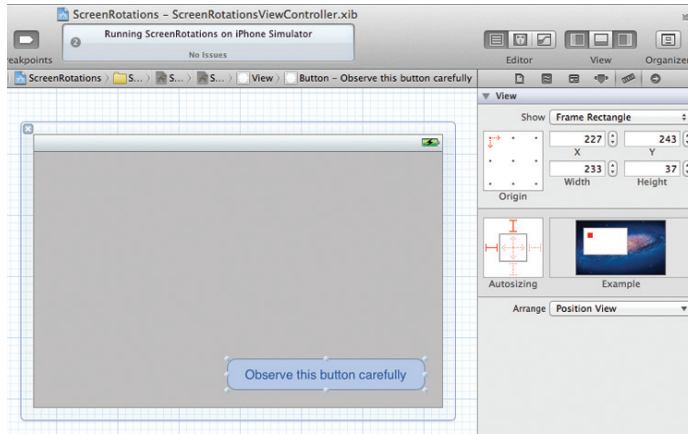 ScreenRotations – ScreenRotationsViewController.xib
Running ScreenRotations on iPhone Simulator
2
No Issues
reakpoints
Editor
View
Organizer
ScreenRotations
S...
S...
S...
View
Button – Observe this button carefully
View
Show
Frame Rectangle
227
243
X
Y
233
37
Width
Height
Origin
Autosizing
Example
Arrange
Position View
Observe this button carefully